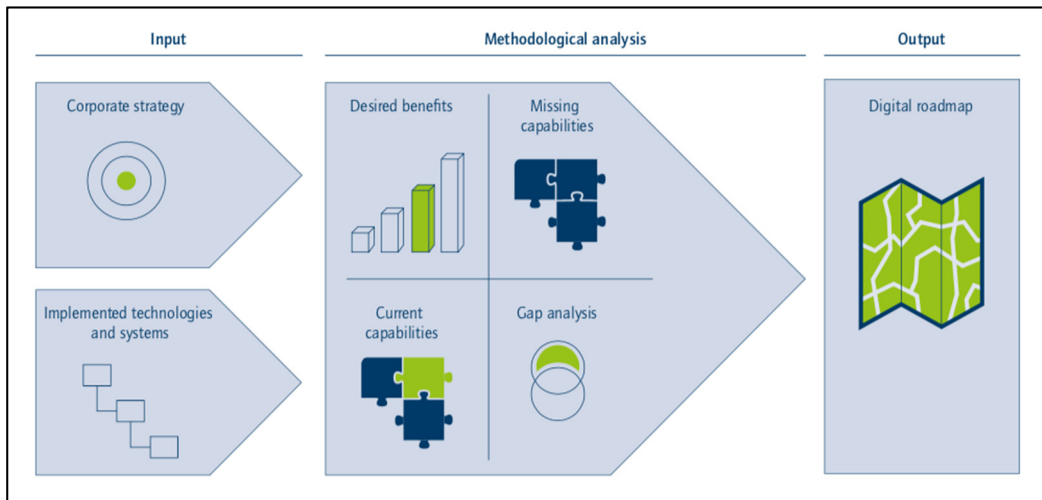 Input
Methodological analysis
Output
Corporate strategy
Desired benefits
Missing
capabilities
Digital roadmap
Implemented technologies
and systems
Current
capabilities
Gap analysis